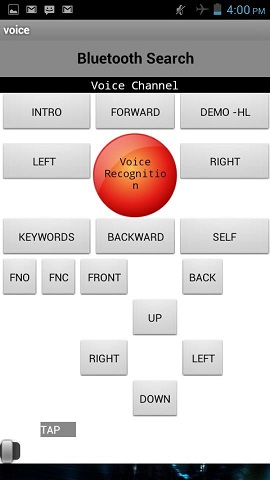 4:00 PM
voice
Bluetooth Search
Voice Channel
INTRO FORWARD DEMO -HL
LEFT
Voice
Recognitio
n
RIGHT
KEYWORDS BACKWARD SELF
FNO FNC FRONT BACK
UP
RIGHT LEFT
DOWN
TAP